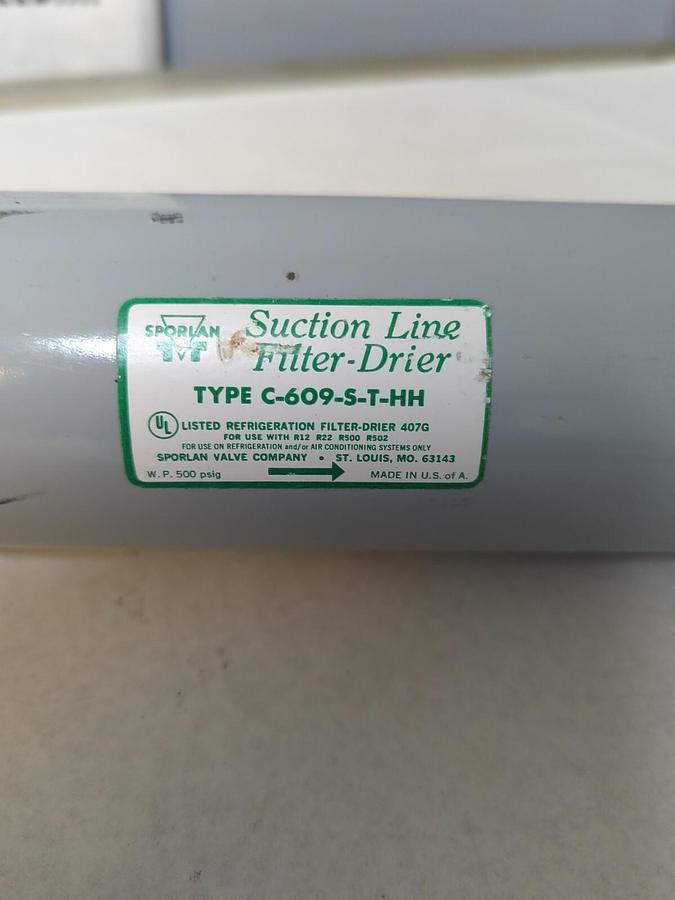 SPORLAN
Suction Line
Filter-Drier
TYPE C-609-S-T-HH
UL LISTED REFRIGERATION FILTER-DRIER 407G
FOR USE WITH R12 R22 R500 R502
FOR USE ON REFRIGERATION and/or AIR CONDITIONING SYSTEMS ONLY
SPORLAN VALVE COMPANY • ST. LOUIS, MO. 63143
W.P. 500 psig MADE IN U.S. of A.